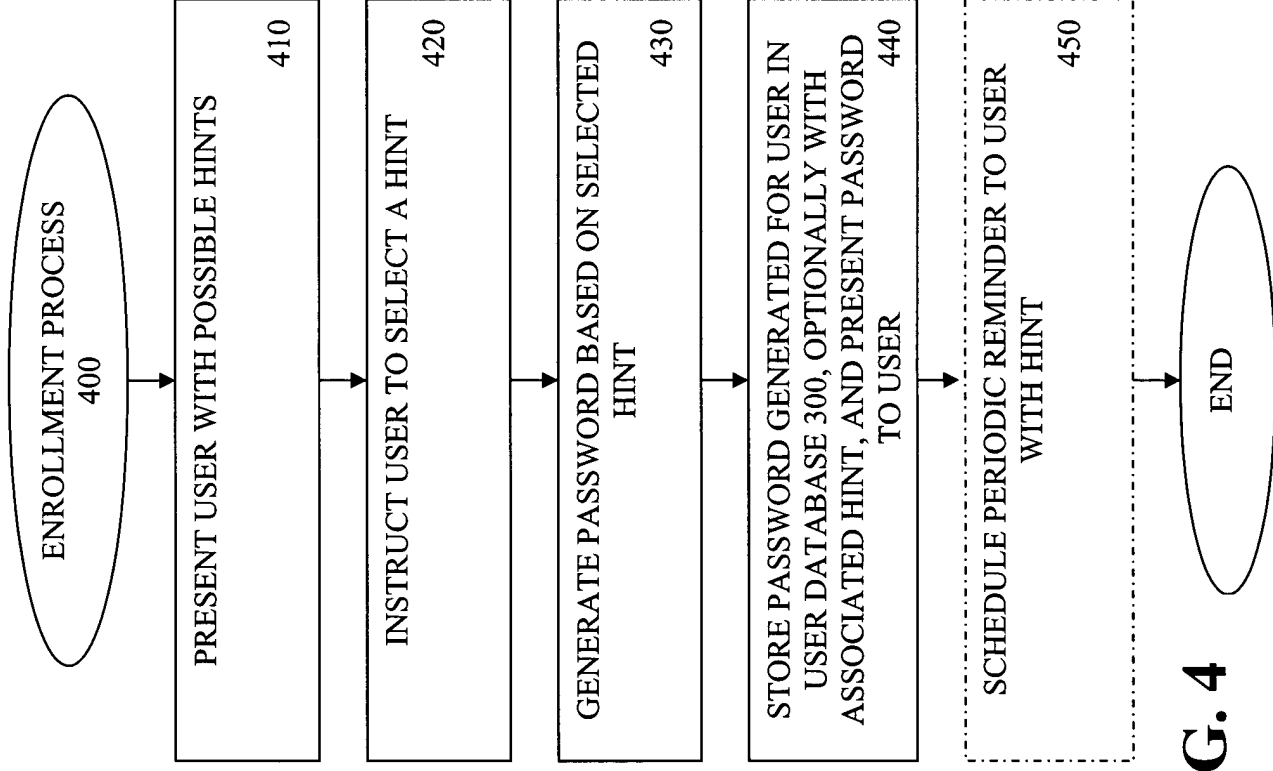 ENROLLMENT PROCESS
400
PRESENT USER WITH POSSIBLE HINTS
410
INSTRUCT USER TO SELECT A HINT
420
GENERATE PASSWORD BASED ON SELECTED
HINT
430
STORE PASSWORD GENERATED FOR USER IN
USER DATABASE 300, OPTIONALLY WITH
ASSOCIATED HINT, AND PRESENT PASSWORD
TO USER
440
SCHEDULE PERIODIC REMINDER TO USER
WITH HINT
450
END
G. 4